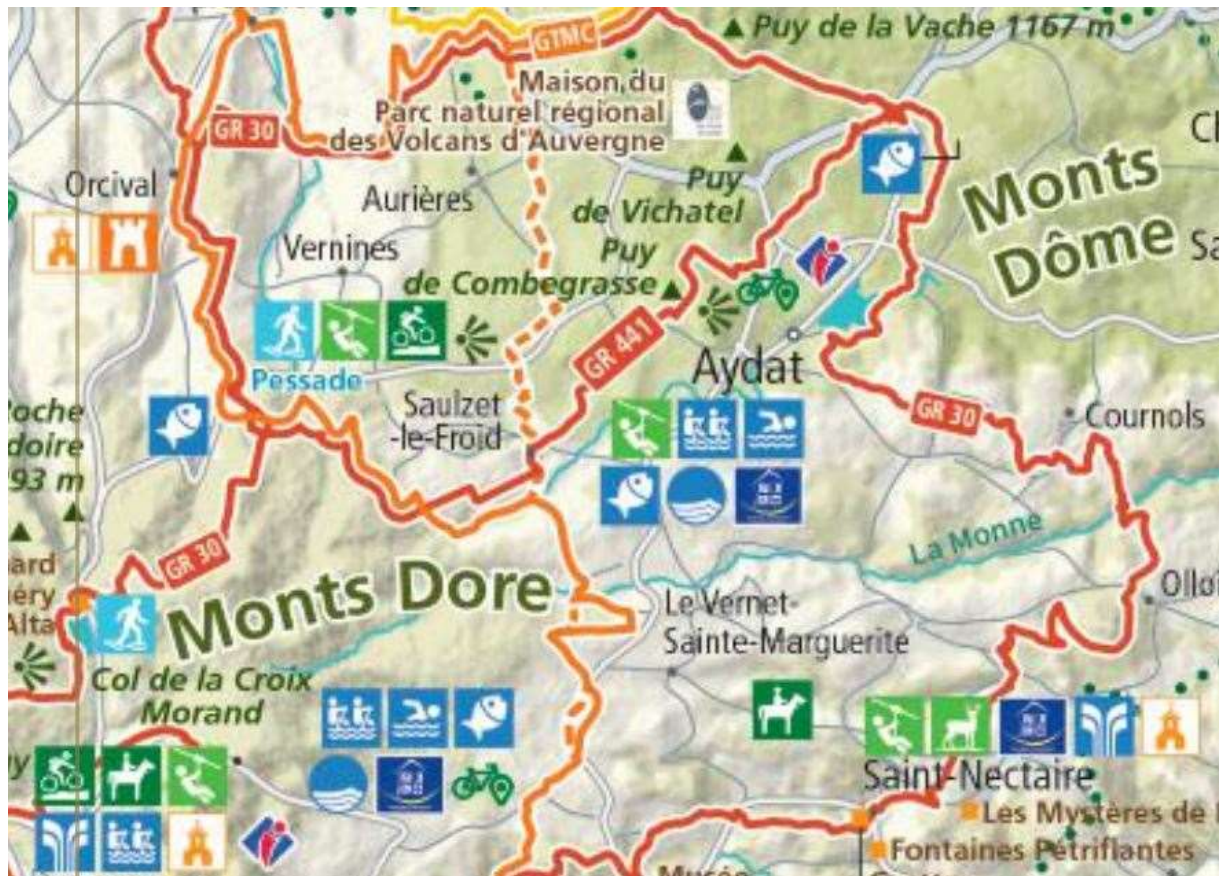 GTMC
Puy de la Vache 1167 m
Maison du
Parc naturel régional
des Volcans d'Auvergne
GR 30
Orcival
Aurières
Puy
de Vichatel
Monts
Dôme
Vernines
Puy
de Combegrasse
GR 441
Pessade
Aydat
Saulzet
-le-Froid
GR 30
Cournols
93 m
La Monne
GR 30
Monts Dore
Le Vernet-
Sainte-Marguerite
Col de la Croix
Morand
Saint-Nectaire
Les Mystères de
Fontaines Pétrifiantes